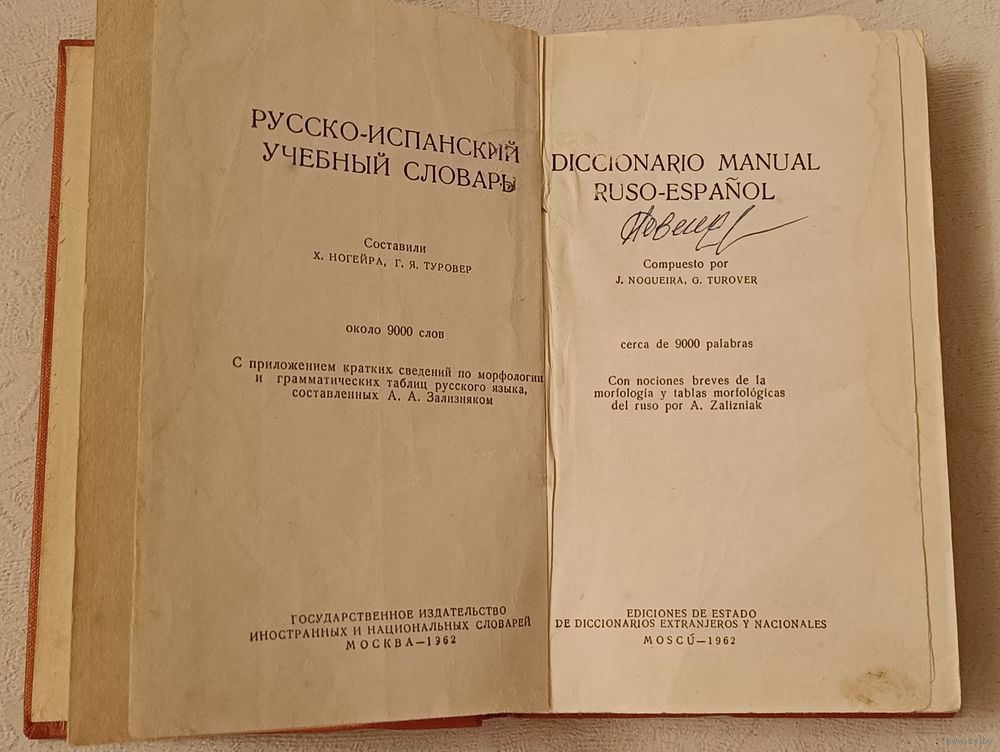 РУССКО-ИСПАНСКИЙ
УЧЕБНЫЙ СЛОВАРЬ
Составили
Х. НОГЕЙРА, Г. Я. ТУРОВЕР
около 9000 слов
С приложением кратких сведений по морфологии
и грамматических таблиц русского языка,
составленных А. А. Зализняком
ГОСУДАРСТВЕННОЕ ИЗДАТЕЛЬСТВО
ИНОСТРАННЫХ И НАЦИОНАЛЬНЫХ СЛОВАРЕЙ
МОСКВА—1962
DICCIONARIO MANUAL
RUSO-ESPAÑOL
Compuesto por
J. NOGUEIRA, G. TUROVER
cerca de 9000 palabras
Con nociones breves de la
morfología y tablas morfológicas
del ruso por A. Zalizniak
EDICIONES DE ESTADO
DE DICCIONARIOS EXTRANJEROS Y NACIONALES
MOSCÚ—1962